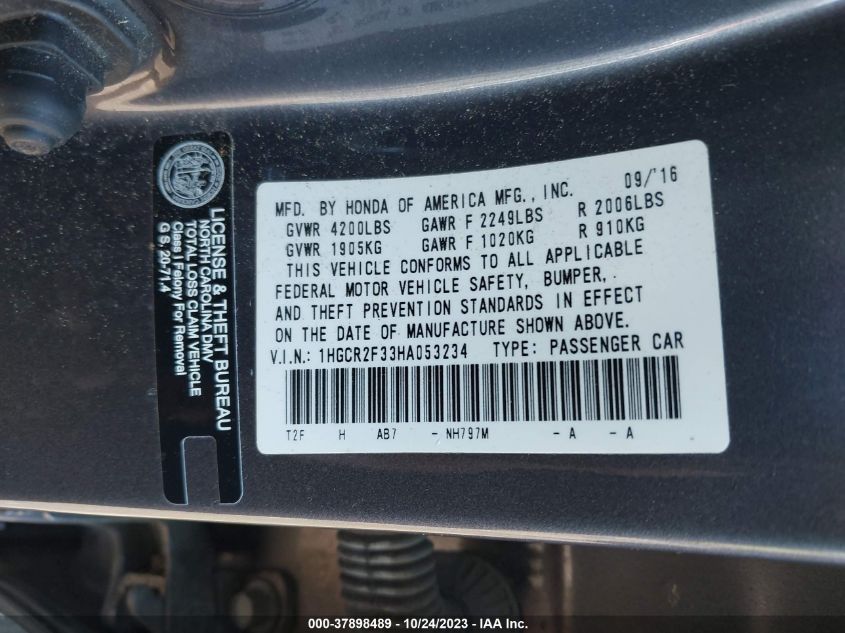 MFD. BY HONDA OF AMERICA MFG., INC. 09/'16
GVWR 4200LBS GAWR F 2249LBS R 2006LBS
GVWR 1905KG GAWR F 1020KG R 910KG
THIS VEHICLE CONFORMS TO ALL APPLICABLE
FEDERAL MOTOR VEHICLE SAFETY, BUMPER,
AND THEFT PREVENTION STANDARDS IN EFFECT
ON THE DATE OF MANUFACTURE SHOWN ABOVE.
V.I.N.: 1HGCR2F33HA053234 TYPE: PASSENGER CAR
T2F H AB7 - NH797M - A - A
LICENSE & THEFT BUREAU
NORTH CAROLINA DMV
TOTAL LOSS CLAIM VEHICLE
Class I Felony For Removal
G S, 20-71.4
000-37898489 - 10/24/2023 - IAA Inc.